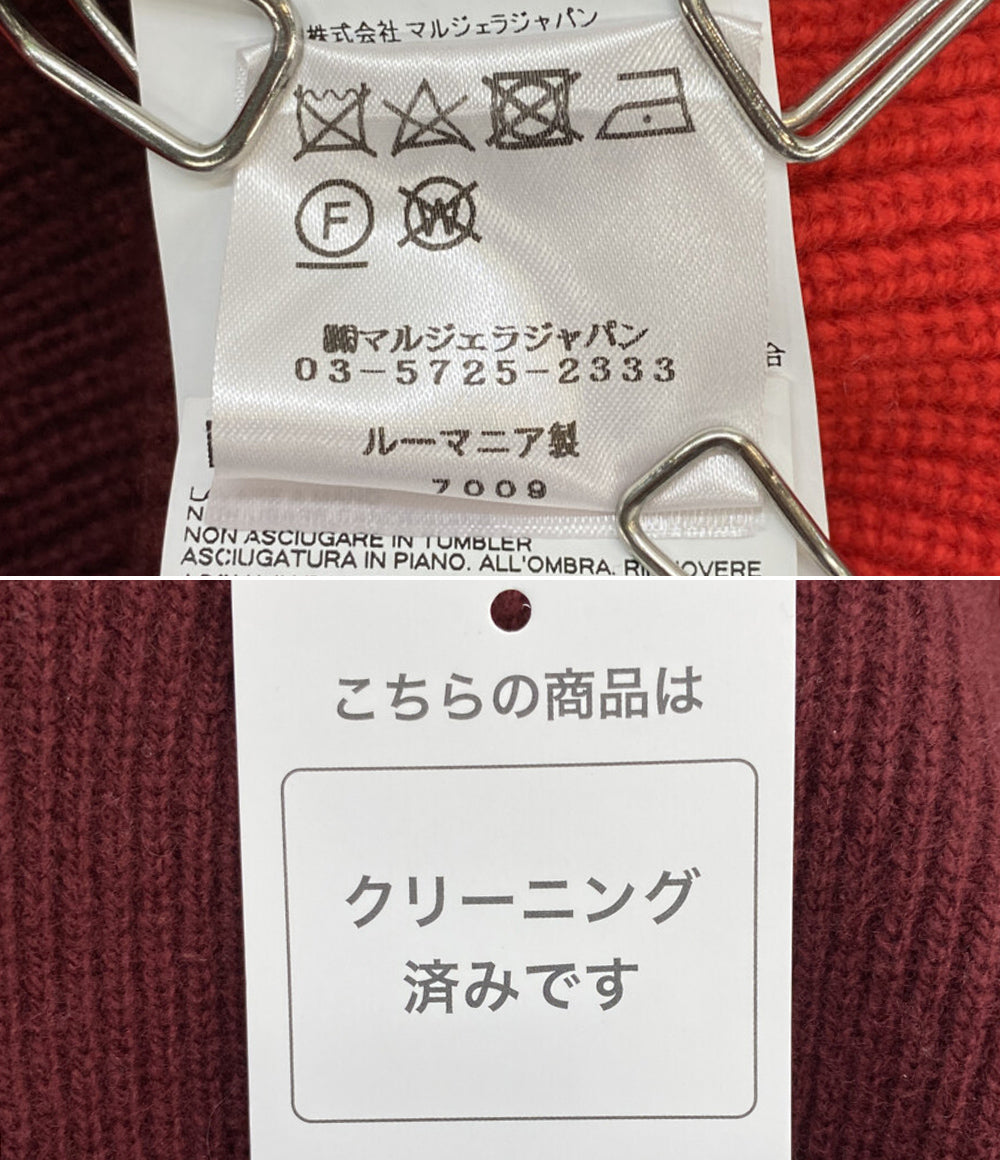 株式会社 マルジェラジャパン
F
W
㈱マルジェラジャパン
03-5725-2333
合
ルーマニア製
7009
NON ASCIUGARE IN TUMBLER
ASCIUGATURA IN PIANO. ALL'OMBRA.
こちらの商品は
クリーニング
済みです